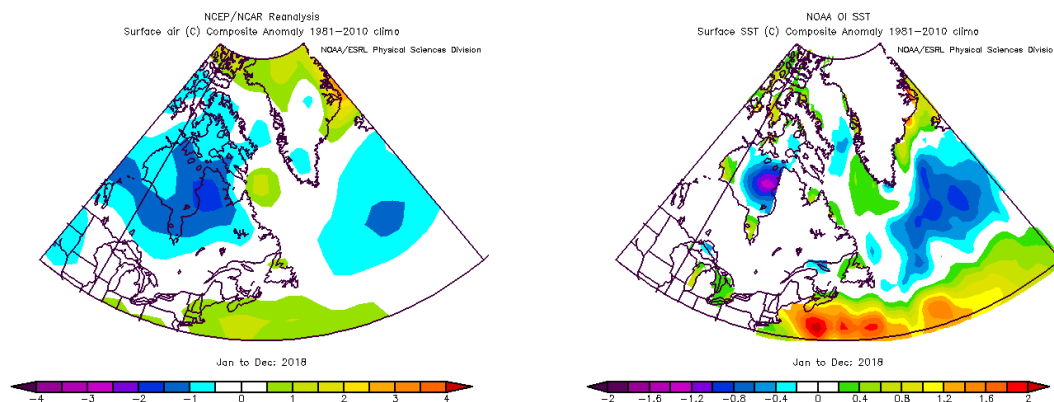 NCEP/NCAR Reanalysis
Surface air (C) Composite Anomaly 1981-2010 climo
NOAA/ESRL Physical Sciences Division
Jan to Dec: 2018
-4 -3 -2 -1 0 1 2 3 4
NOAA OI SST
Surface SST (C) Composite Anomaly 1981-2010 climo
NOAA/ESRL Physical Sciences Divisio
Jan to Dec: 2018
-2 -1.6 -1.2 -0.8 -0.4 0 0.4 0.8 1.2 1.6 2